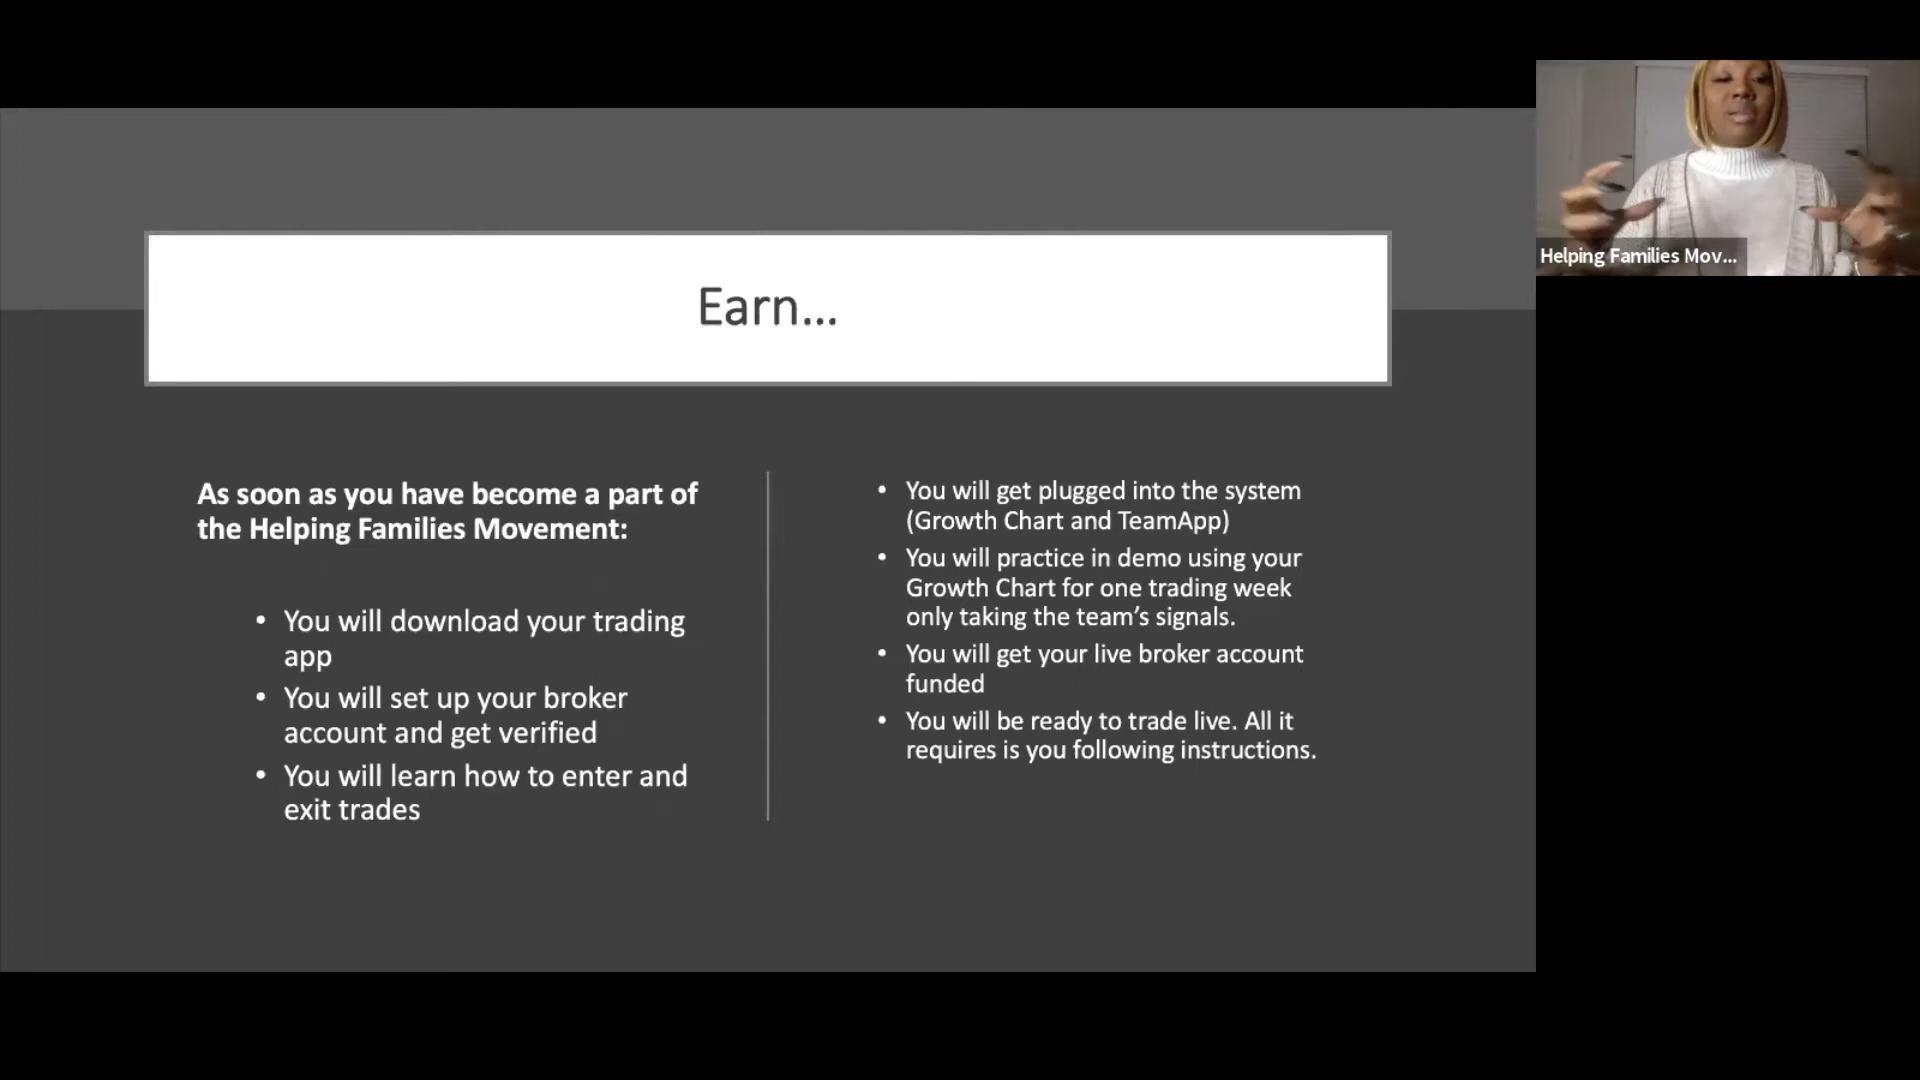 Earn...
As soon as you have become a part of
the Helping Families Movement:
• You will download your trading
app
• You will set up your broker
account and get verified
• You will learn how to enter and
exit trades
• You will get plugged into the system
(Growth Chart and TeamApp)
• You will practice in demo using your
Growth Chart for one trading week
only taking the team’s signals.
• You will get your live broker account
funded
• You will be ready to trade live. All it
requires is you following instructions.
Helping Families Mov...